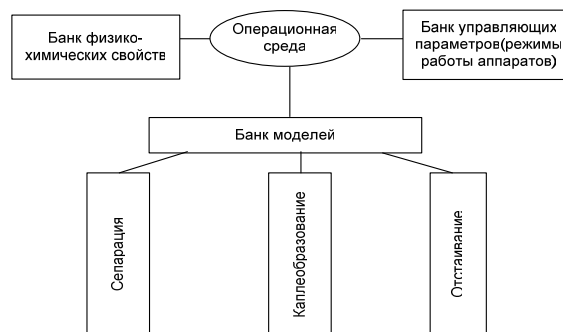 Банк физико-
химических свойств
Операционная
среда
Банк управляющих
параметров(режимы
работы аппаратов)
Банк моделей
Сепарация
Каплеобразование
Отстаивание